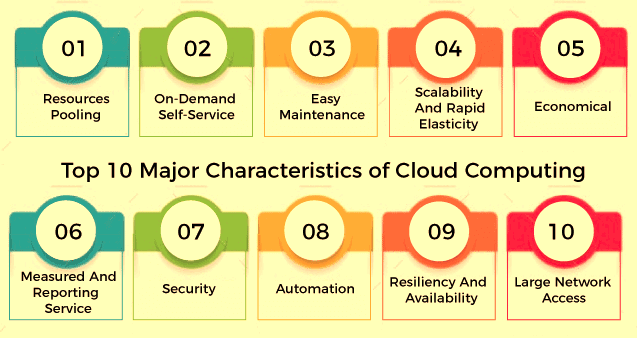 01
02
03
04
05
Resources
Pooling
On-Demand
Self-Service
Easy
Maintenance
Scalability
And Rapid
Elasticity
Economical
Top 10 Major Characteristics of Cloud Computing
06
07
08
09
10
Measured And
Reporting
Service
Security
Automation
Resiliency And
Availability
Large Network
Access